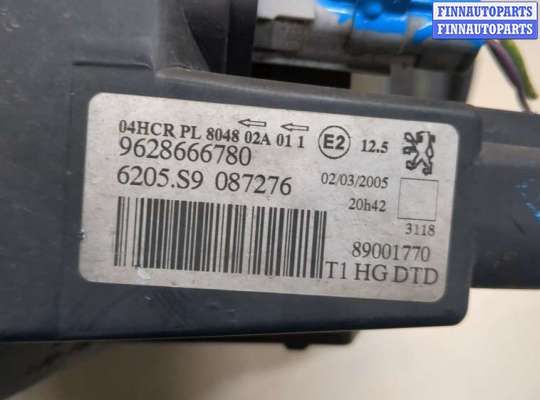 FINNAUTOPARTS
FINNAUTOPARTS
04HCR PL 8048 02A 01 1 E2 12.5
9628666780
6205.S9 087276
02/03/2005
20h42
3118
89001770
T1 HG DTD